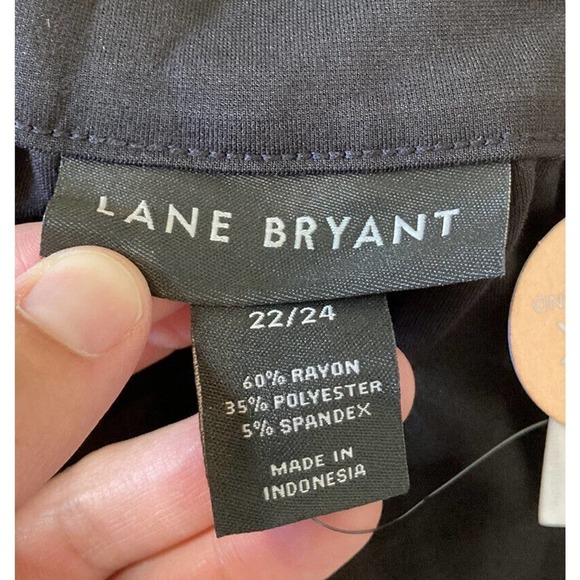 LANE BRYANT
22/24
60% RAYON
35% POLYESTER
5% SPANDEX
MADE IN
INDONESIA